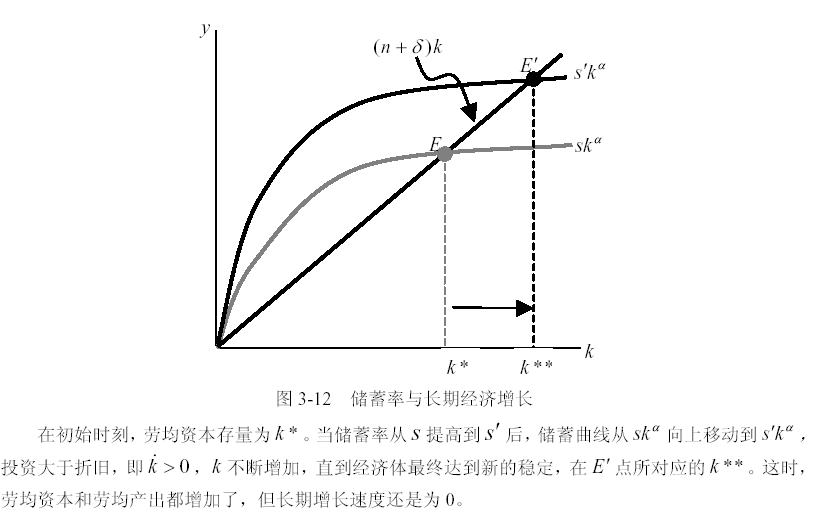 y
(n + δ)k
E′
s′kᵅ
E
skᵅ
k
k *
k * *
图 3-12 储蓄率与长期经济增长
在初始时刻，劳均资本存量为 k *。当储蓄率从 s 提高到 s′ 后，储蓄曲线从 skᵅ 向上移动到 s′kᵅ，
投资大于折旧，即 k̇ > 0，k 不断增加，直到经济体最终达到新的稳定，在 E′ 点所对应的 k * *。这时，
劳均资本和劳均产出都增加了，但长期增长速度还是为 0。